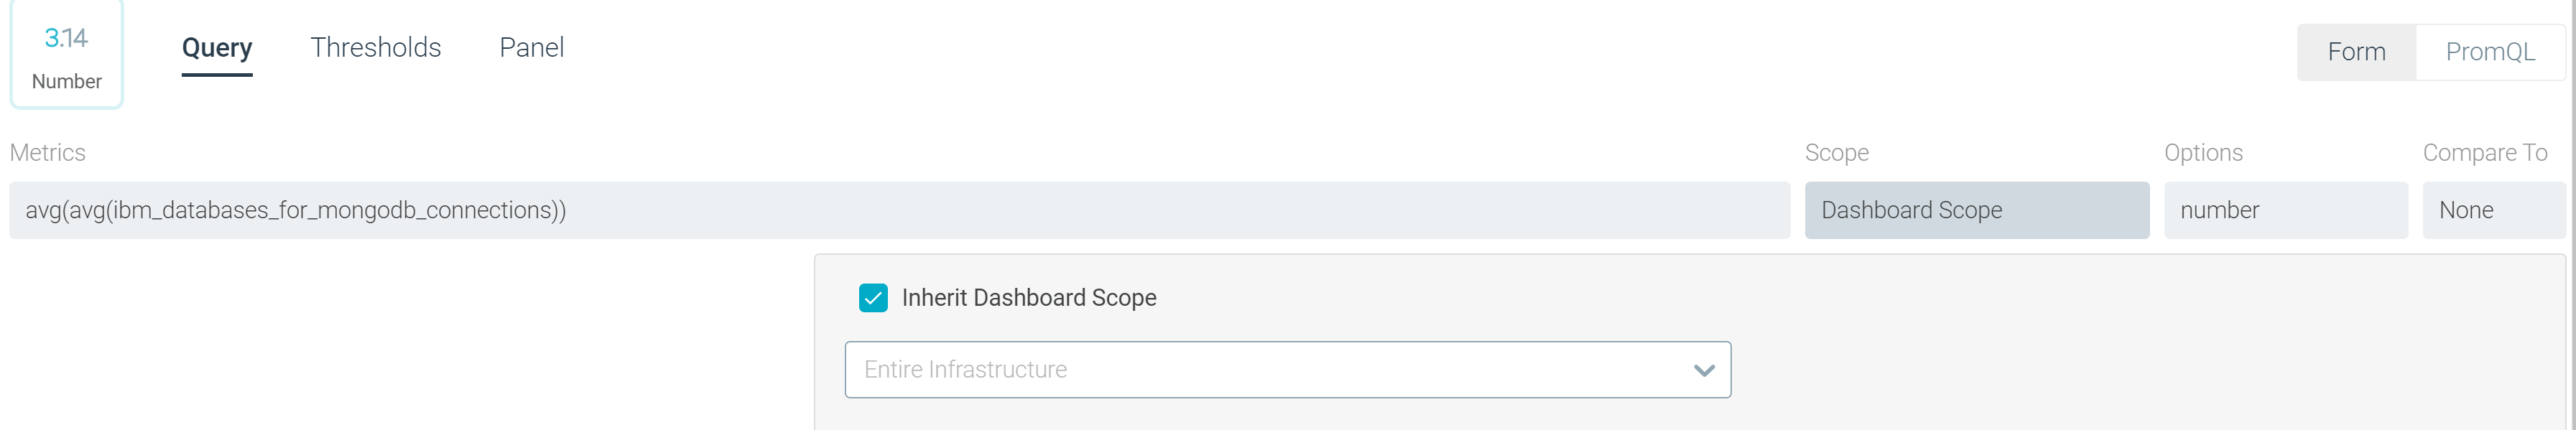 3.14
Number
Query Thresholds Panel
Form PromQL
Metrics Scope Options Compare To
avg(avg(ibm_databases_for_mongodb_connections)) Dashboard Scope number None
Inherit Dashboard Scope
Entire Infrastructure